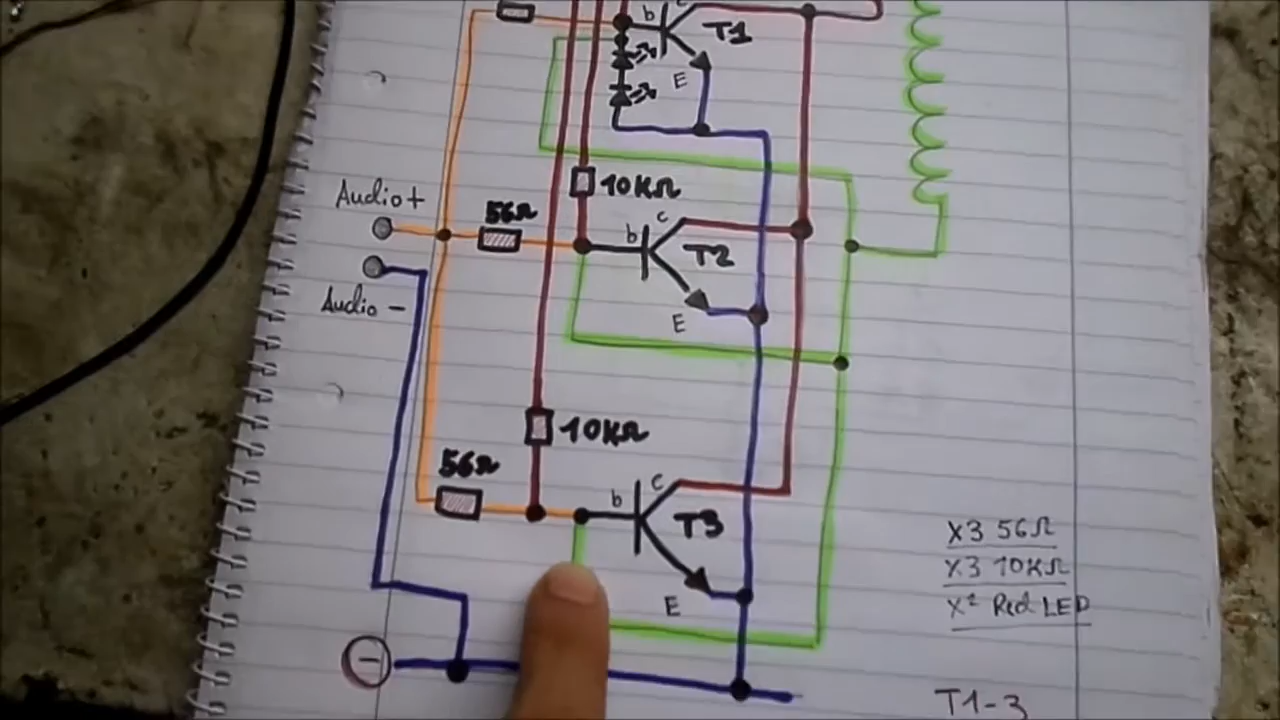 b
C
T1
E
Audio+
56Ω
10KΩ
b
C
T2
E
Audio -
10KΩ
56Ω
b
C
T3
E
X3 56Ω
X3 10KΩ
X2 Red LED
-
T1-3